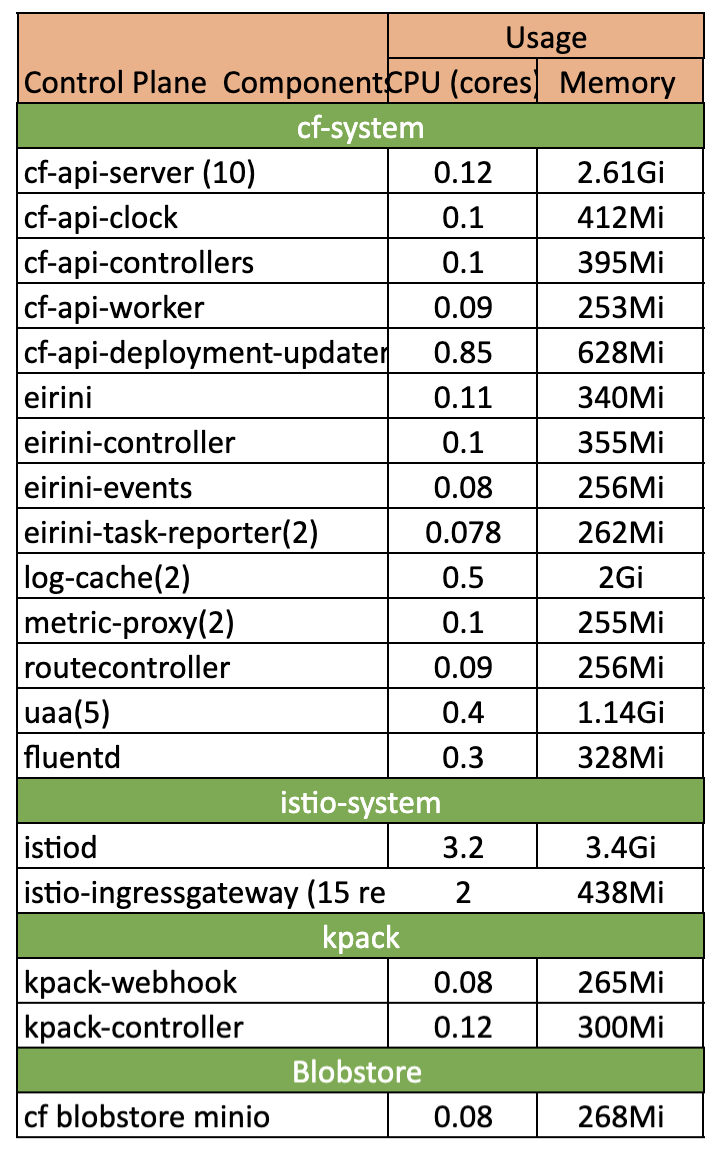 Usage
Control Plane Component CPU (cores) Memory
cf-system
cf-api-server (10) 0.12 2.61Gi
cf-api-clock 0.1 412Mi
cf-api-controllers 0.1 395Mi
cf-api-worker 0.09 253Mi
cf-api-deployment-updater 0.85 628Mi
eirini 0.11 340Mi
eirini-controller 0.1 355Mi
eirini-events 0.08 256Mi
eirini-task-reporter(2) 0.078 262Mi
log-cache(2) 0.5 2Gi
metric-proxy(2) 0.1 255Mi
routecontroller 0.09 256Mi
uaa(5) 0.4 1.14Gi
fluentd 0.3 328Mi
istio-system
istiod 3.2 3.4Gi
istio-ingressgateway (15 re 2 438Mi
kpack
kpack-webhook 0.08 265Mi
kpack-controller 0.12 300Mi
Blobstore
cf blobstore minio 0.08 268Mi